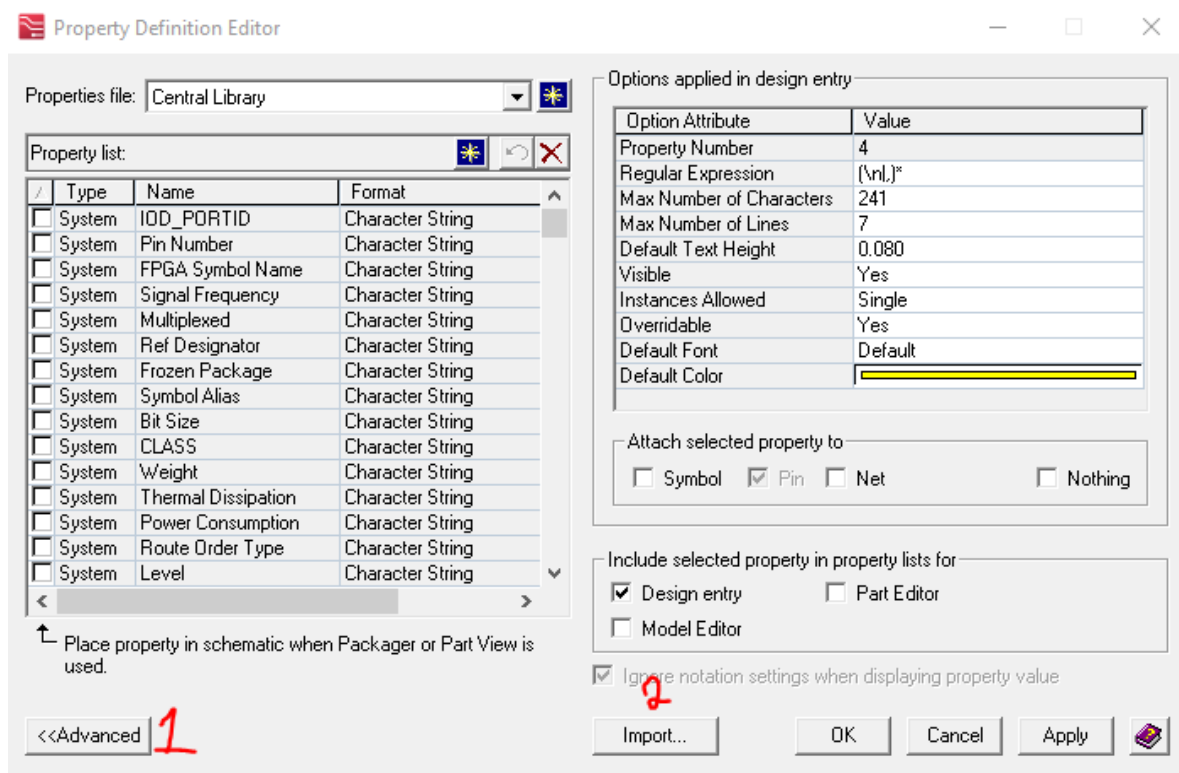 Property Definition Editor
Properties file: Central Library
Property list:
/ Type Name Format
System IOD_PORTID Character String
System Pin Number Character String
System FPGA Symbol Name Character String
System Signal Frequency Character String
System Multiplexed Character String
System Ref Designator Character String
System Frozen Package Character String
System Symbol Alias Character String
System Bit Size Character String
System CLASS Character String
System Weight Character String
System Thermal Dissipation Character String
System Power Consumption Character String
System Route Order Type Character String
System Level Character String
Place property in schematic when Packager or Part View is
used.
<<Advanced 1
Options applied in design entry
Option Attribute Value
Property Number 4
Regular Expression (\n|,)*
Max Number of Characters 241
Max Number of Lines 7
Default Text Height 0.080
Visible Yes
Instances Allowed Single
Overridable Yes
Default Font Default
Default Color
Attach selected property to
Symbol Pin Net Nothing
Include selected property in property lists for
Design entry Part Editor
Model Editor
Ignore notation settings when displaying property value
2
Import... OK Cancel Apply